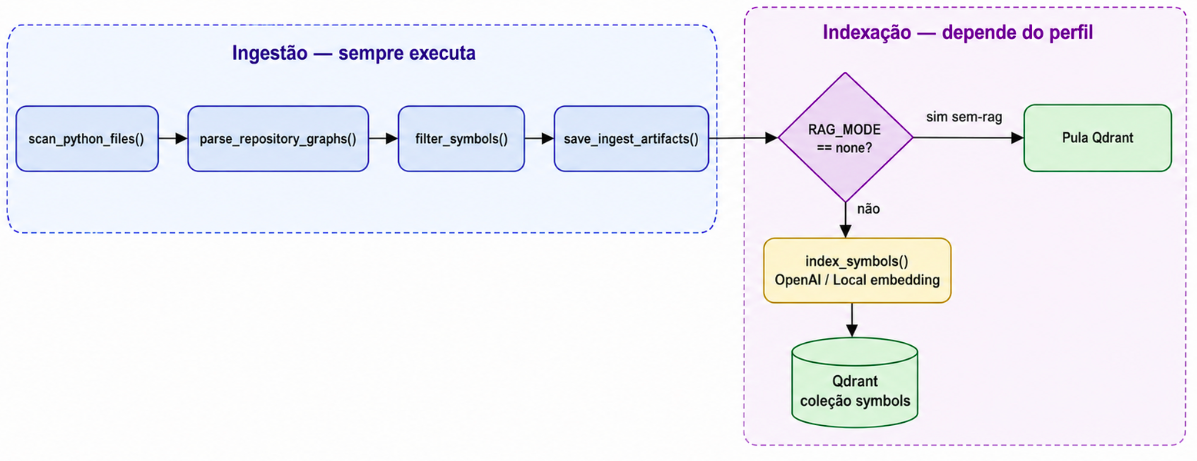 Ingestão — sempre executa
scan_python_files()
parse_repository_graphs()
filter_symbols()
save_ingest_artifacts()
Indexação — depende do perfil
RAG_MODE
== none?
sim sem-rag
Pula Qdrant
não
index_symbols()
OpenAI / Local embedding
Qdrant
coleção symbols